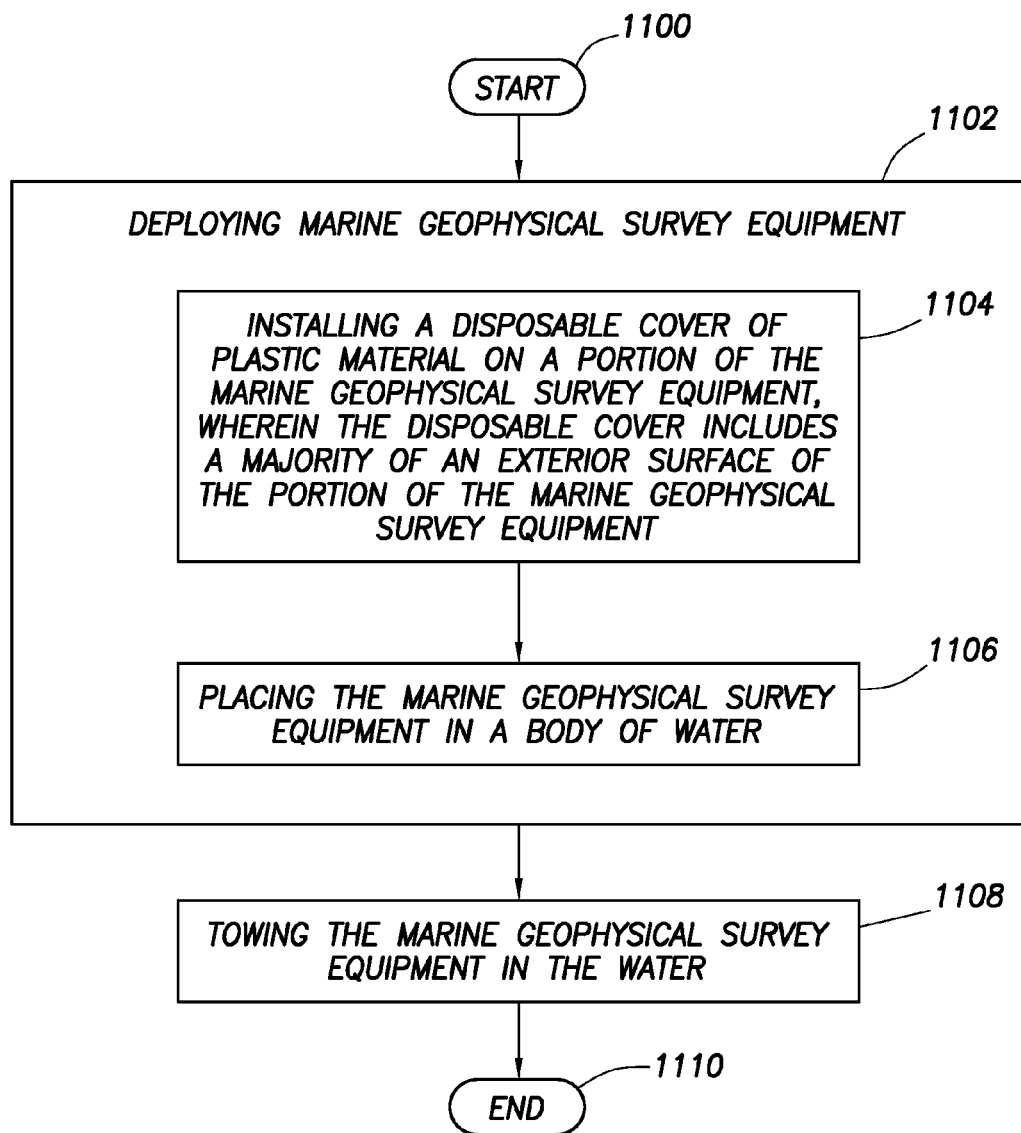 1100
START
1102
DEPLOYING MARINE GEOPHYSICAL SURVEY EQUIPMENT
1104
INSTALLING A DISPOSABLE COVER OF
PLASTIC MATERIAL ON A PORTION OF THE
MARINE GEOPHYSICAL SURVEY EQUIPMENT,
WHEREIN THE DISPOSABLE COVER INCLUDES
A MAJORITY OF AN EXTERIOR SURFACE OF
THE PORTION OF THE MARINE GEOPHYSICAL
SURVEY EQUIPMENT
1106
PLACING THE MARINE GEOPHYSICAL SURVEY
EQUIPMENT IN A BODY OF WATER
1108
TOWING THE MARINE GEOPHYSICAL SURVEY
EQUIPMENT IN THE WATER
1110
END